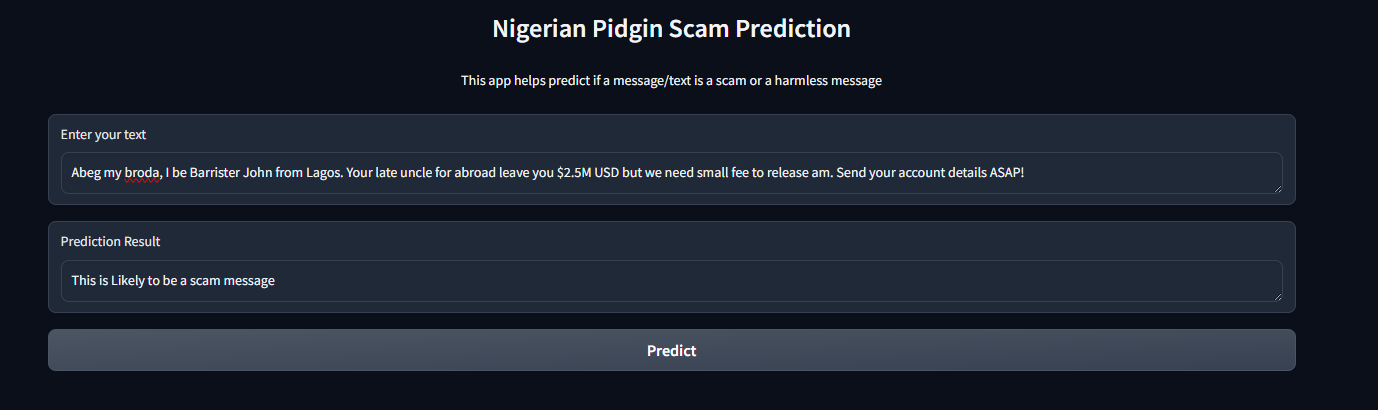 Nigerian Pidgin Scam Prediction
This app helps predict if a message/text is a scam or a harmless message
Enter your text
Abeg my broda, I be Barrister John from Lagos. Your late uncle for abroad leave you $2.5M USD but we need small fee to release am. Send your account details ASAP!
Prediction Result
This is Likely to be a scam message
Predict